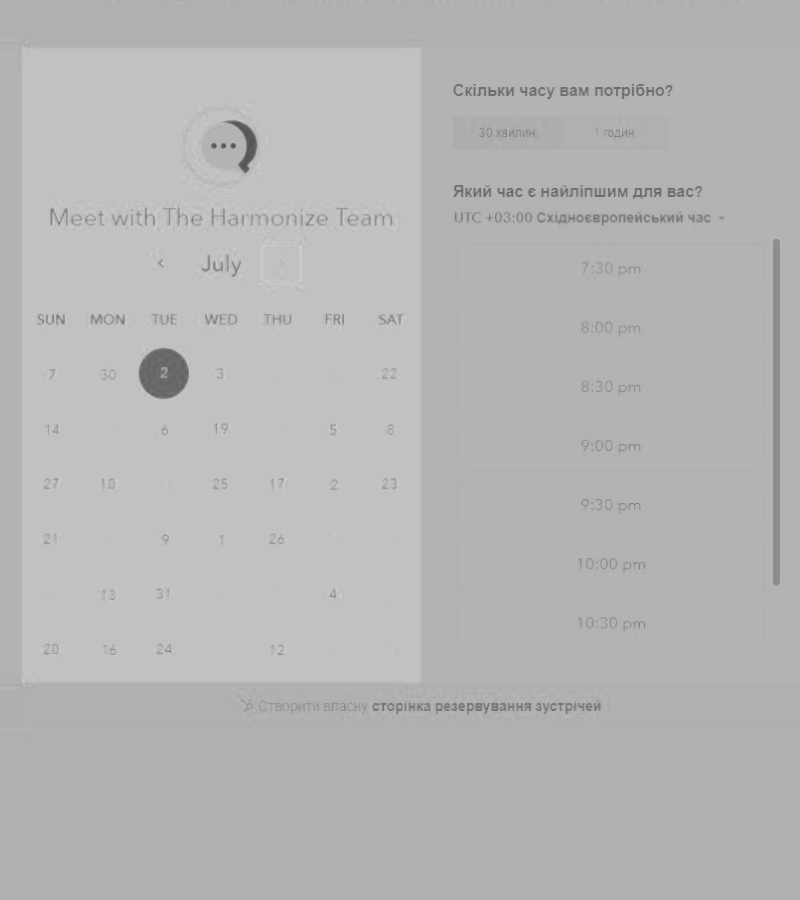 Meet with The Harmonize Team
July
SUN MON TUE WED THU FRI SAT
7 30 2 3 22
14 6 19 5 8
27 18 25 17 2 23
21 9 1 26
13 31 4
20 16 24 12
Скільки часу вам потрібно?
30 хвилин 1 годин
Який час є найліпшим для вас?
UTC +03:00 Східноєвропейський час
7:30 pm
8:00 pm
8:30 pm
9:00 pm
9:30 pm
10:00 pm
10:30 pm
Створити власну сторінка резервування зустрічей